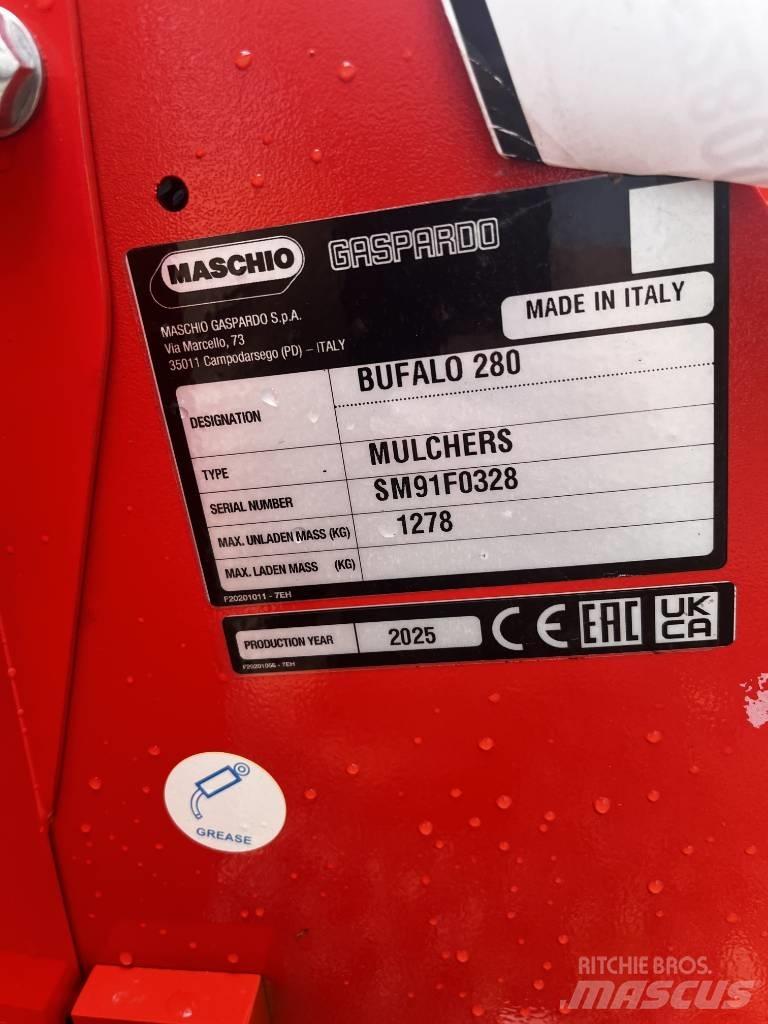 MASCHIO GASPARDO
MASCHIO GASPARDO S.p.A.
Via Marcello, 73
35011 Campodarsego (PD) – ITALY
MADE IN ITALY
DESIGNATION BUFALO 280
TYPE MULCHERS
SERIAL NUMBER SM91F0328
MAX. UNLADEN MASS (KG) 1278
MAX. LADEN MASS (KG)
F20201011 - 7EH
PRODUCTION YEAR 2025 CE EAC UK CA
GREASE
RITCHIE BROS.
MASCUS